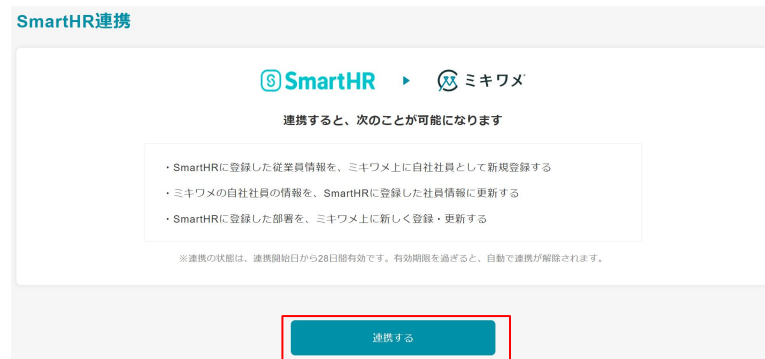 SmartHR連携
SmartHR ▶ ミキワメ
連携すると、次のことが可能になります
・SmartHRに登録した従業員情報を、ミキワメ上に自社社員として新規登録する
・ミキワメの自社社員の情報を、SmartHRに登録した社員情報に更新する
・SmartHRに登録した部署を、ミキワメ上に新しく登録・更新する
※連携の状態は、連携開始日から28日間有効です。有効期限を過ぎると、自動で連携が解除されます。
連携する